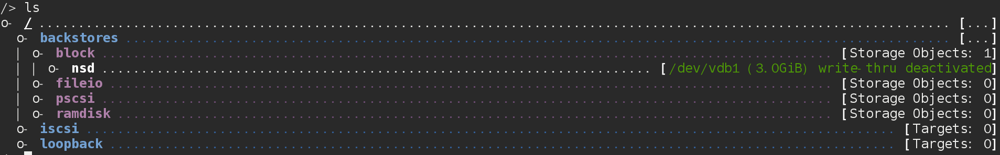 /> ls
o- / ...................................................................................................................... [...]
  o- backstores ........................................................................................................... [...]
  | o- block ............................................................................................... [Storage Objects: 1]
  | | o- nsd ....................................................................... [/dev/vdb1 (3.0GiB) write-thru deactivated]
  | o- fileio .............................................................................................. [Storage Objects: 0]
  | o- pscsi ............................................................................................... [Storage Objects: 0]
  | o- ramdisk ............................................................................................. [Storage Objects: 0]
  o- iscsi ......................................................................................................... [Targets: 0]
  o- loopback ...................................................................................................... [Targets: 0]